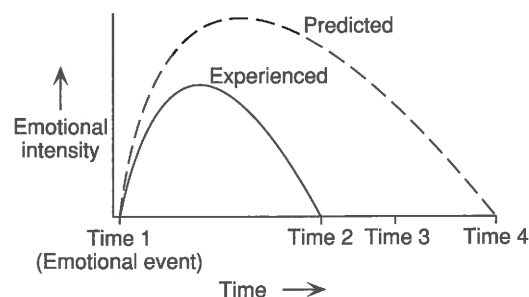 Predicted
Experienced
Emotional
intensity
Time 1
(Emotional event)
Time 2
Time 3
Time 4
Time